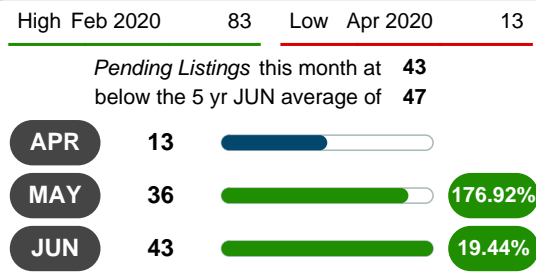 High Feb 2020 83 Low Apr 2020 13
Pending Listings this month at 43
below the 5 yr JUN average of 47
APR 13
MAY 36 176.92%
JUN 43 19.44%